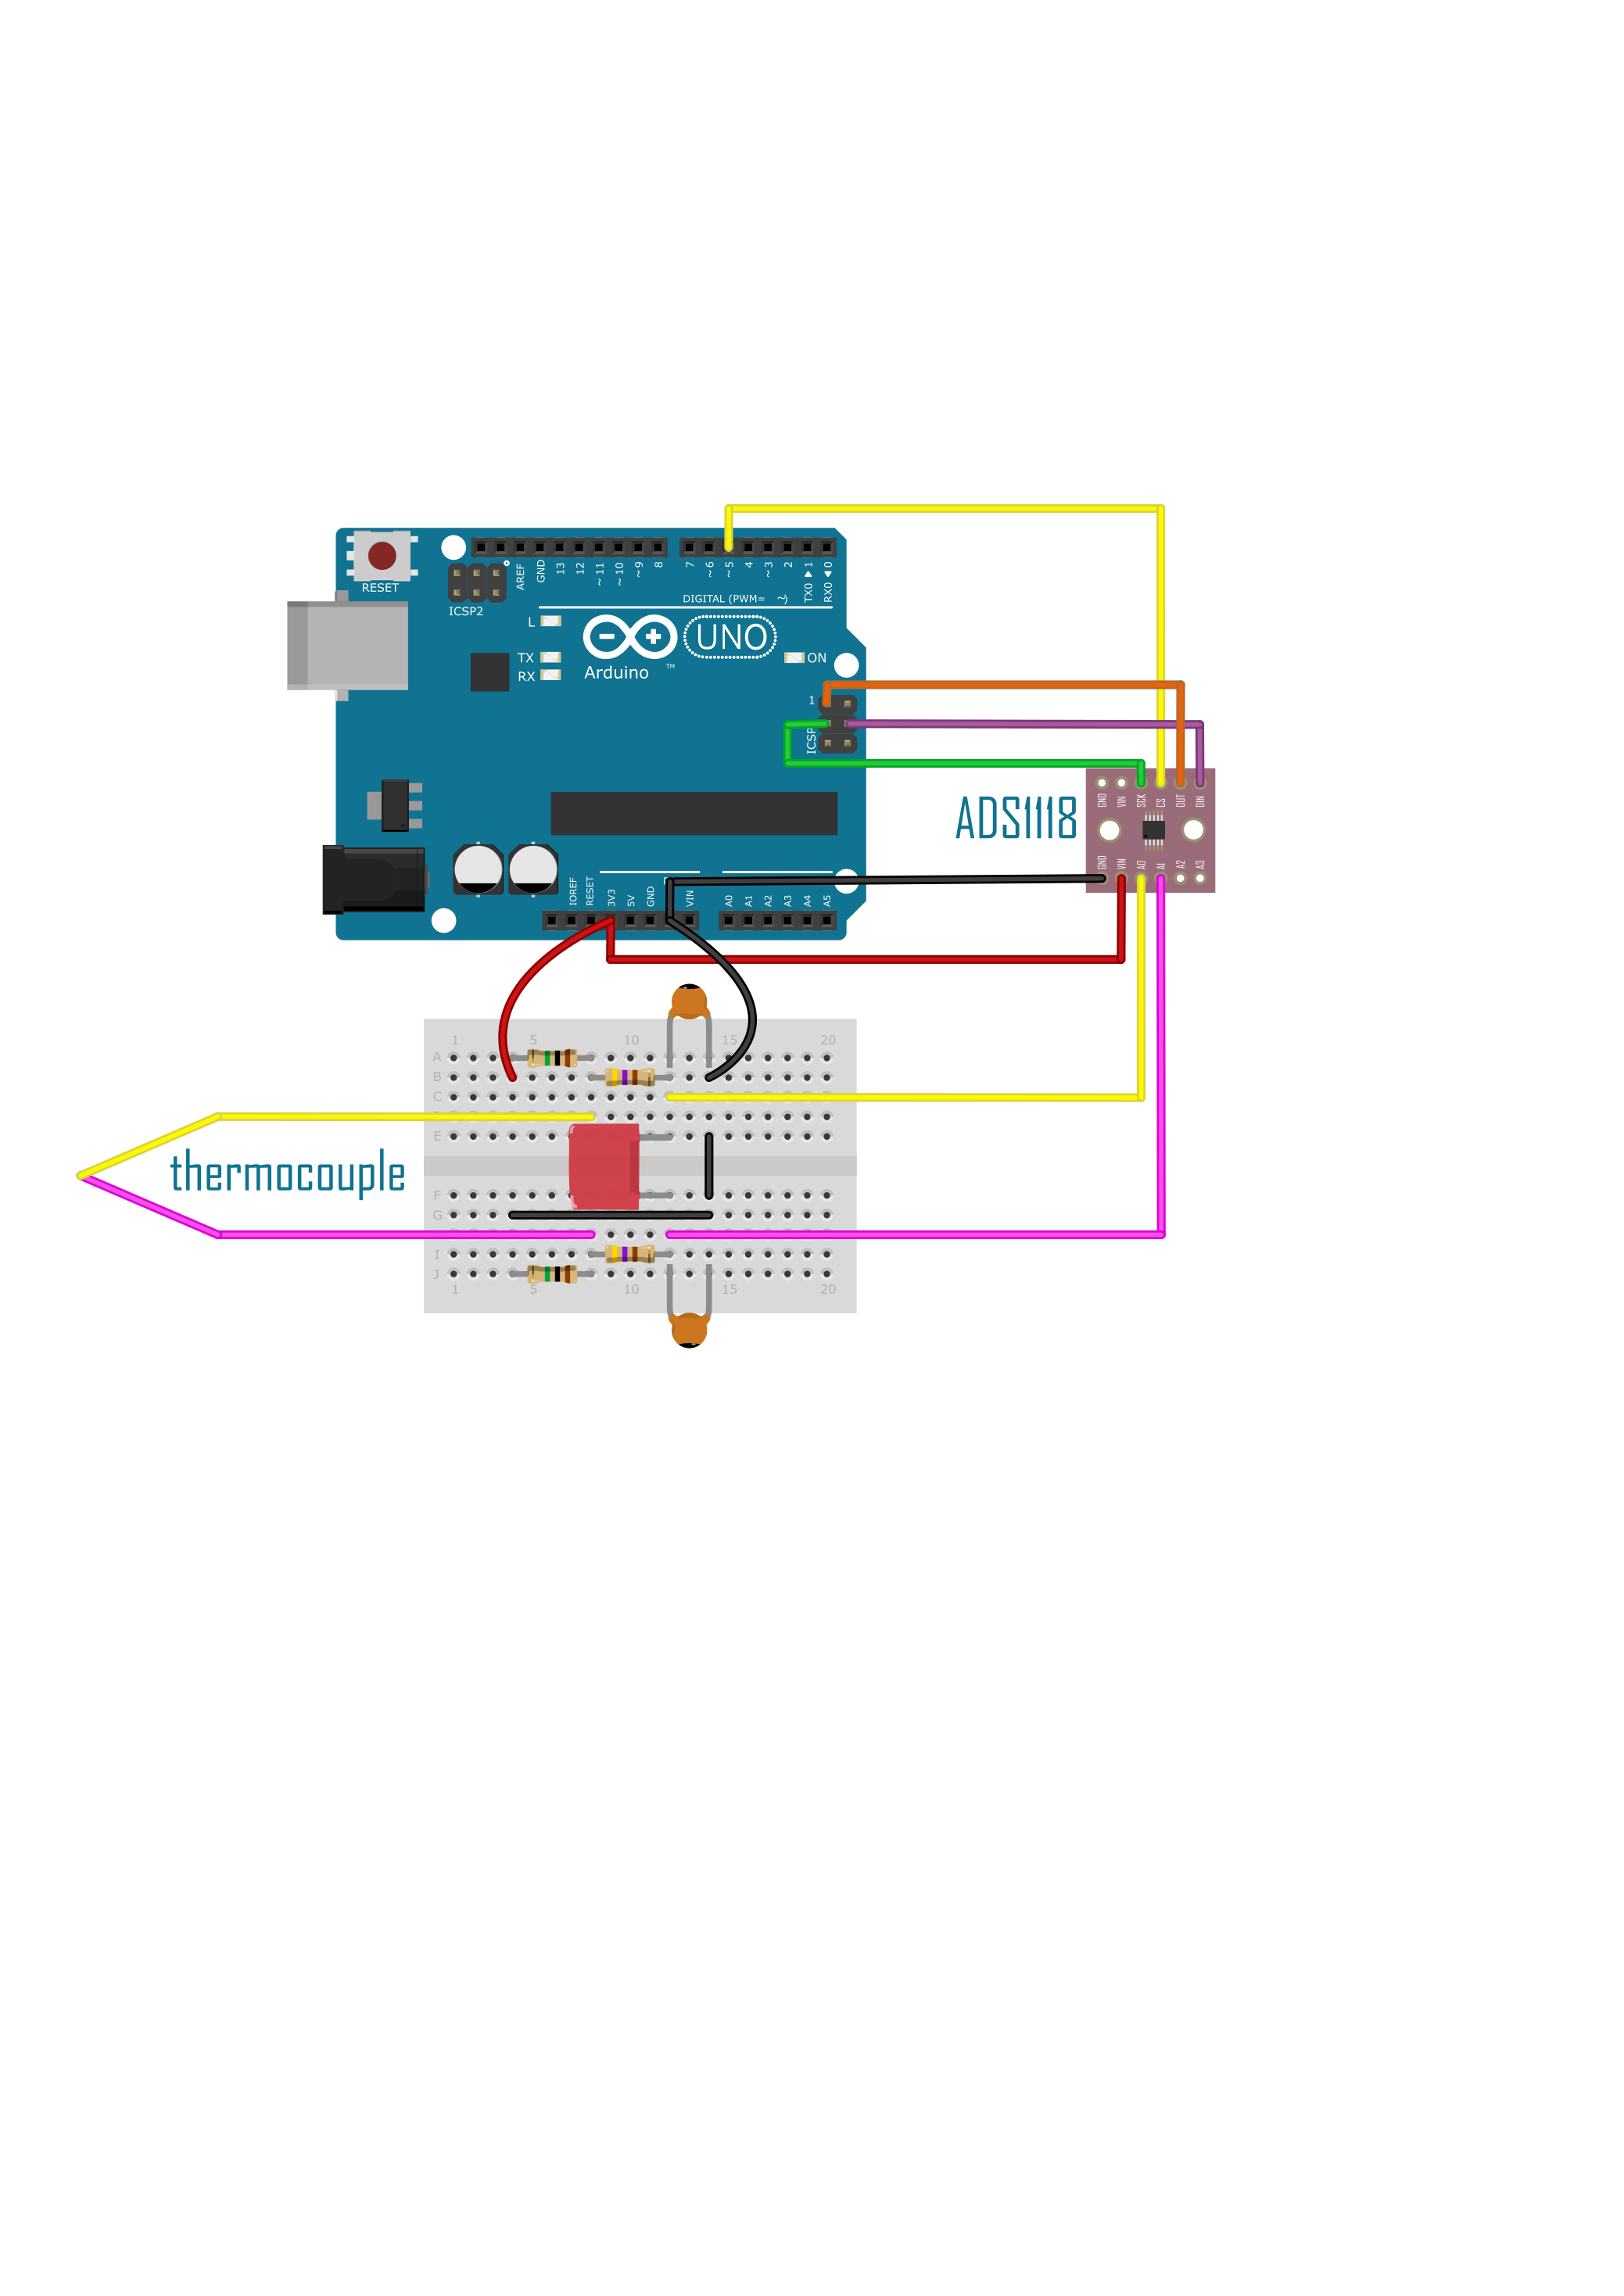 RESET
ICSP2
AREF
GND
13
12
~11
~10
~9
8
7
~6
~5
4
~3
2
TX0 ▶ 1
RX0 ◀ 0
DIGITAL (PWM= ~)
L
TX
RX
Arduino
TM
UNO
ON
1
ICSP
IOREF
RESET
3V3
5V
GND
VIN
A0
A1
A2
A3
A4
A5
ADS1118
GND
VIN
SCK
CS
OUT
DIN
GND
VIN
A0
A1
A2
A3
1 5 10 15 20
A
B
C
E
F
G
I
J
1 5 10 15 20
thermocouple